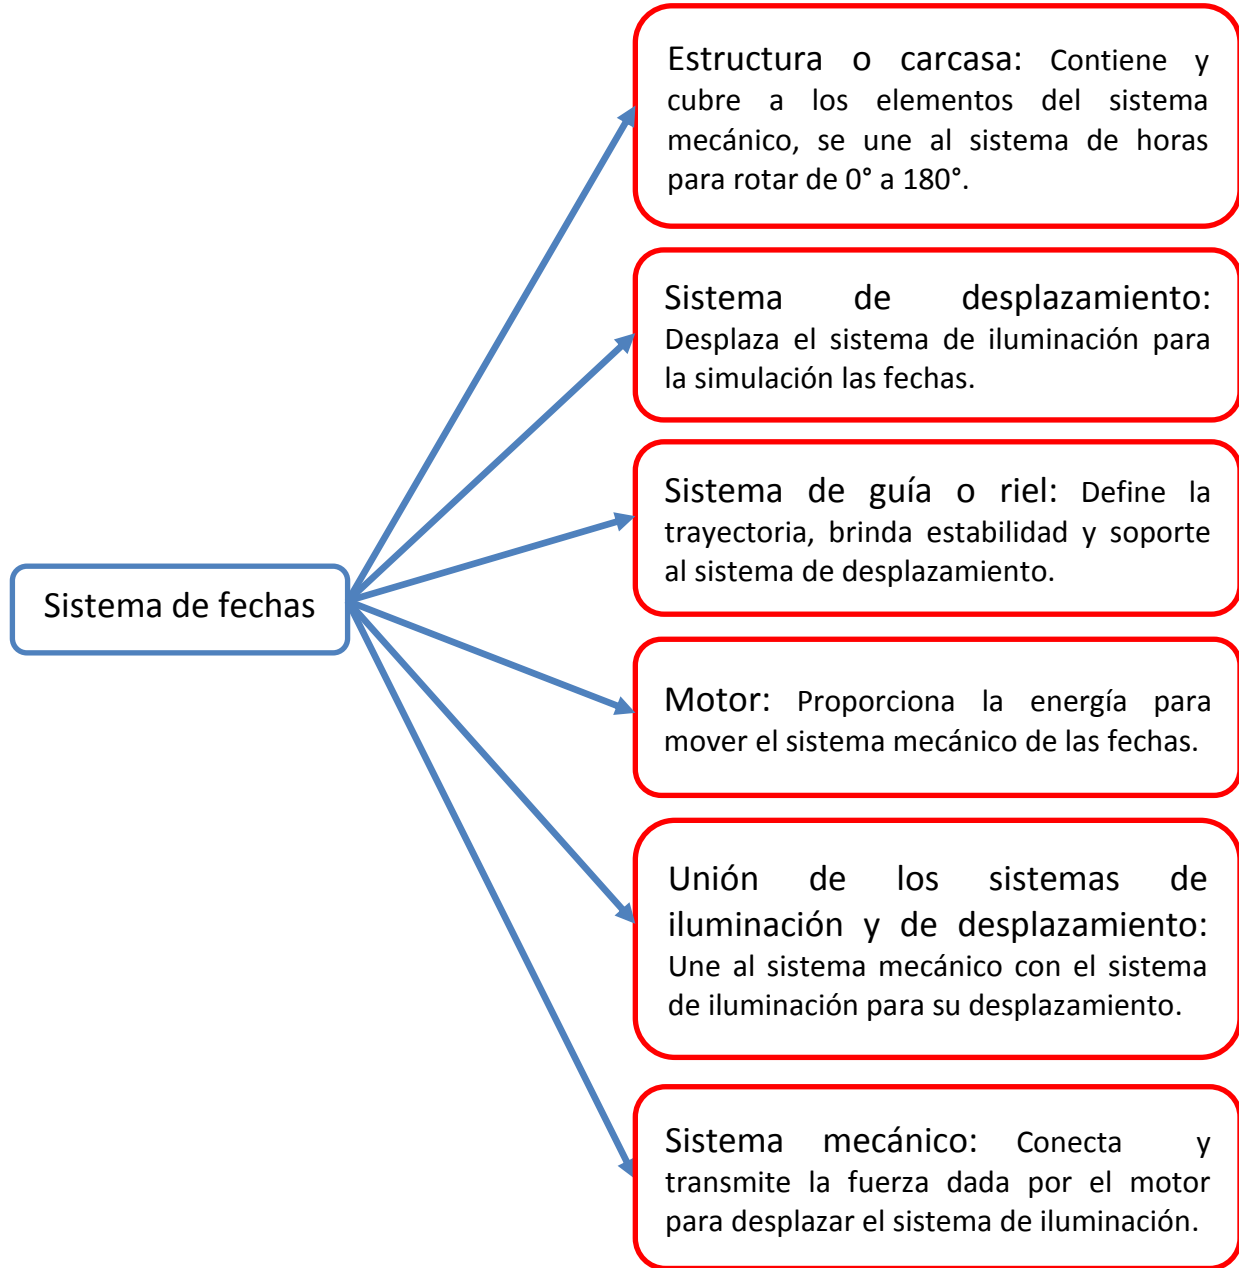 Estructura o carcasa: Contiene y
cubre a los elementos del sistema
mecánico, se une al sistema de horas
para rotar de 0° a 180°.
Sistema de desplazamiento:
Desplaza el sistema de iluminación para
la simulación las fechas.
Sistema de guía o riel: Define la
trayectoria, brinda estabilidad y soporte
al sistema de desplazamiento.
Sistema de fechas
Motor: Proporciona la energía para
mover el sistema mecánico de las fechas.
Unión de los sistemas de
iluminación y de desplazamiento:
Une al sistema mecánico con el sistema
de iluminación para su desplazamiento.
Sistema mecánico: Conecta y
transmite la fuerza dada por el motor
para desplazar el sistema de iluminación.